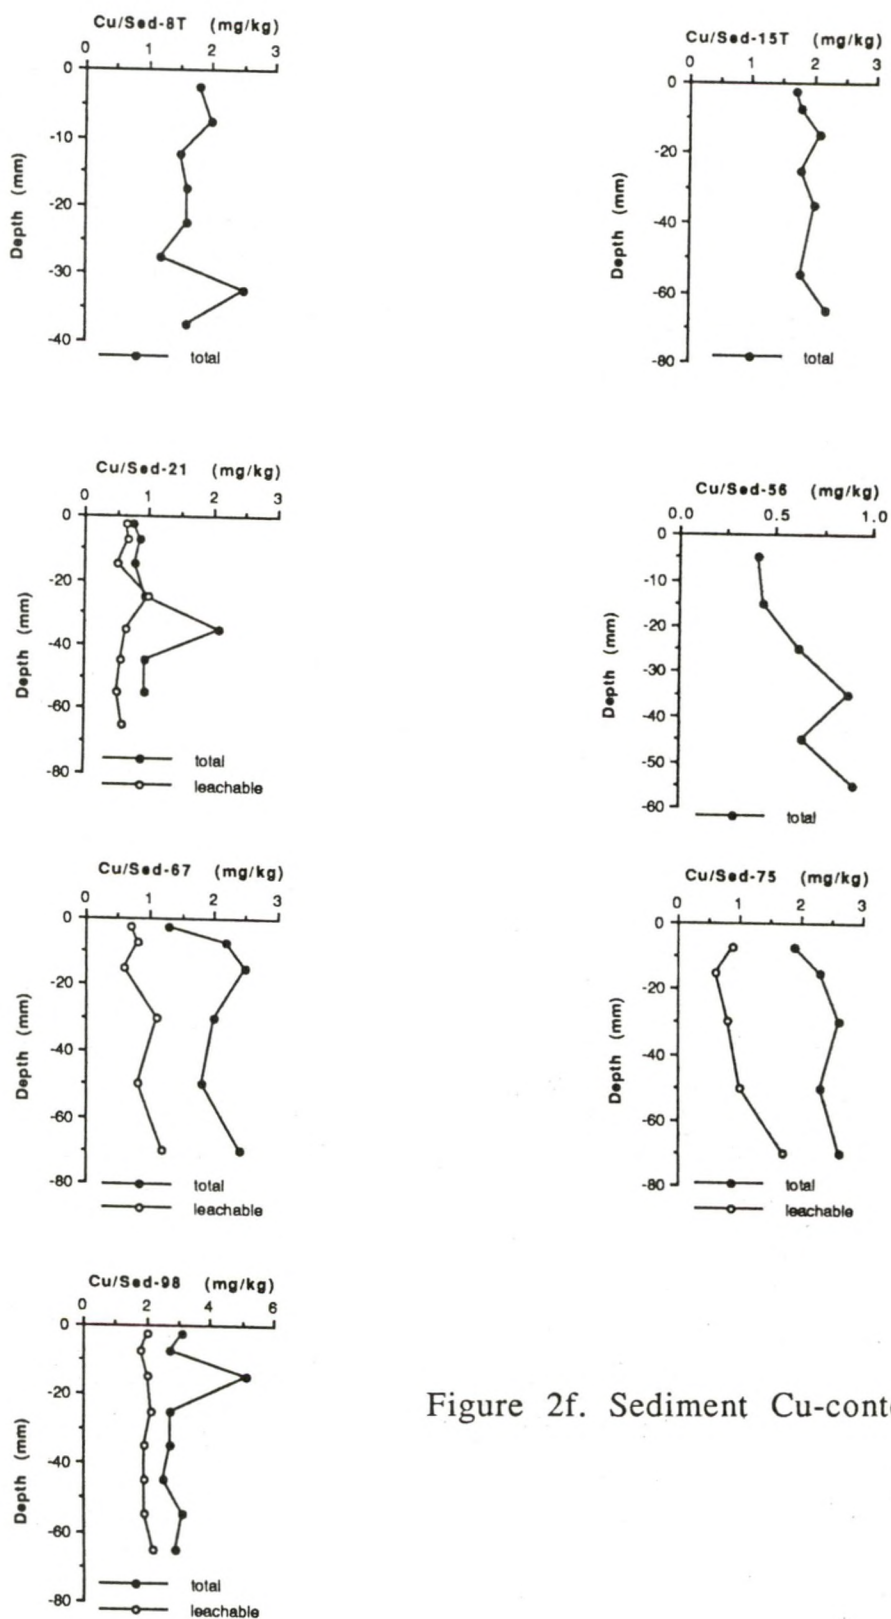 Cu/Sed-8T (mg/kg)
0 1 2 3
0
-10
-20
-30
-40
Depth (mm)
total
Cu/Sed-15T (mg/kg)
0 1 2 3
0
-20
-40
-60
-80
Depth (mm)
total
Cu/Sed-21 (mg/kg)
0 1 2 3
0
-20
-40
-60
-80
Depth (mm)
total
leachable
Cu/Sed-56 (mg/kg)
0.0 0.5 1.0
0
-10
-20
-30
-40
-50
-60
Depth (mm)
total
Cu/Sed-67 (mg/kg)
0 1 2 3
0
-20
-40
-60
-80
Depth (mm)
total
leachable
Cu/Sed-75 (mg/kg)
0 1 2 3
0
-20
-40
-60
-80
Depth (mm)
total
leachable
Cu/Sed-98 (mg/kg)
0 2 4 6
0
-20
-40
-60
-80
Depth (mm)
total
leachable
Figure 2f. Sediment Cu-cont